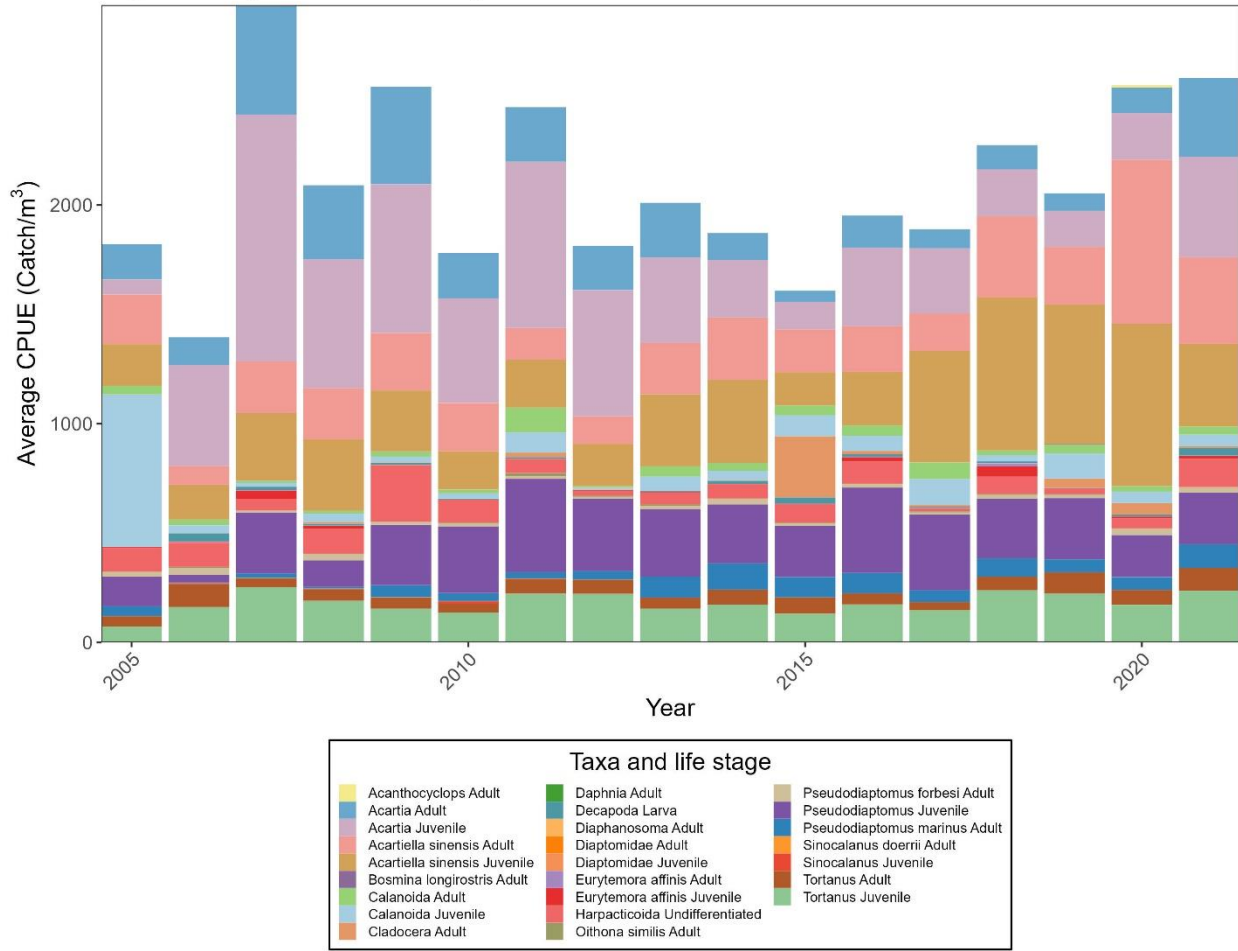 Average CPUE (Catch/m³)
2000
1000
0
2005
2010
2015
2020
Year
Taxa and life stage
Acanthocyclops Adult
Acartia Adult
Acartia Juvenile
Acartiella sinensis Adult
Acartiella sinensis Juvenile
Bosmina longirostris Adult
Calanoida Adult
Calanoida Juvenile
Cladocera Adult
Daphnia Adult
Decapoda Larva
Diaphanosoma Adult
Diaptomidae Adult
Diaptomidae Juvenile
Eurytemora affinis Adult
Eurytemora affinis Juvenile
Harpacticoida Undifferentiated
Oithona similis Adult
Pseudodiaptomus forbesi Adult
Pseudodiaptomus Juvenile
Pseudodiaptomus marinus Adult
Sinocalanus doerrii Adult
Sinocalanus Juvenile
Tortanus Adult
Tortanus Juvenile